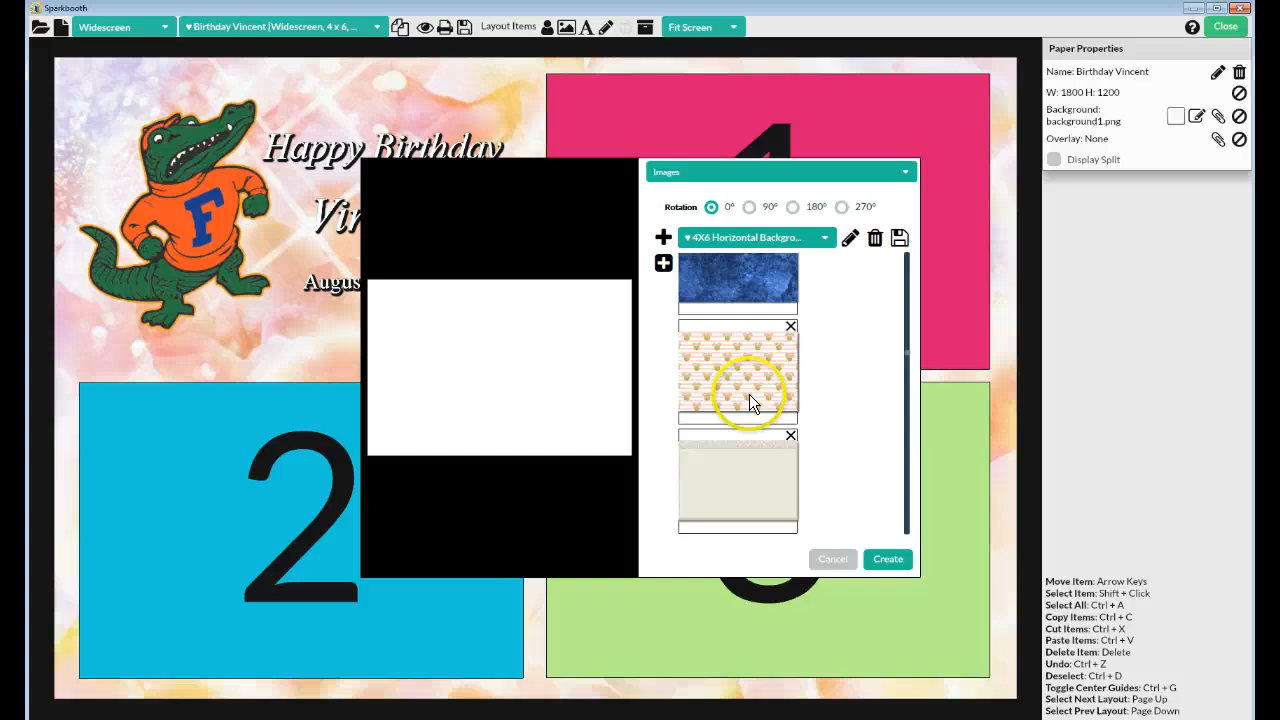 Sparkbooth
Widescreen
♥ Birthday Vincent [Widescreen, 4 x 6, ...
Layout Items
A
Fit Screen
Close
Paper Properties
Name: Birthday Vincent
W: 1800 H: 1200
Background:
background1.png
Overlay: None
Display Split
Happy Birthday
Vin
Augus
F
2
Images
Rotation 0° 90° 180° 270°
♥ 4X6 Horizontal Backgro...
Cancel
Create
Move Item: Arrow Keys
Select Item: Shift + Click
Select All: Ctrl + A
Copy Items: Ctrl + C
Cut Items: Ctrl + X
Paste Items: Ctrl + V
Delete Item: Delete
Undo: Ctrl + Z
Deselect: Ctrl + D
Toggle Center Guides: Ctrl + G
Select Next Layout: Page Up
Select Prev Layout: Page Down